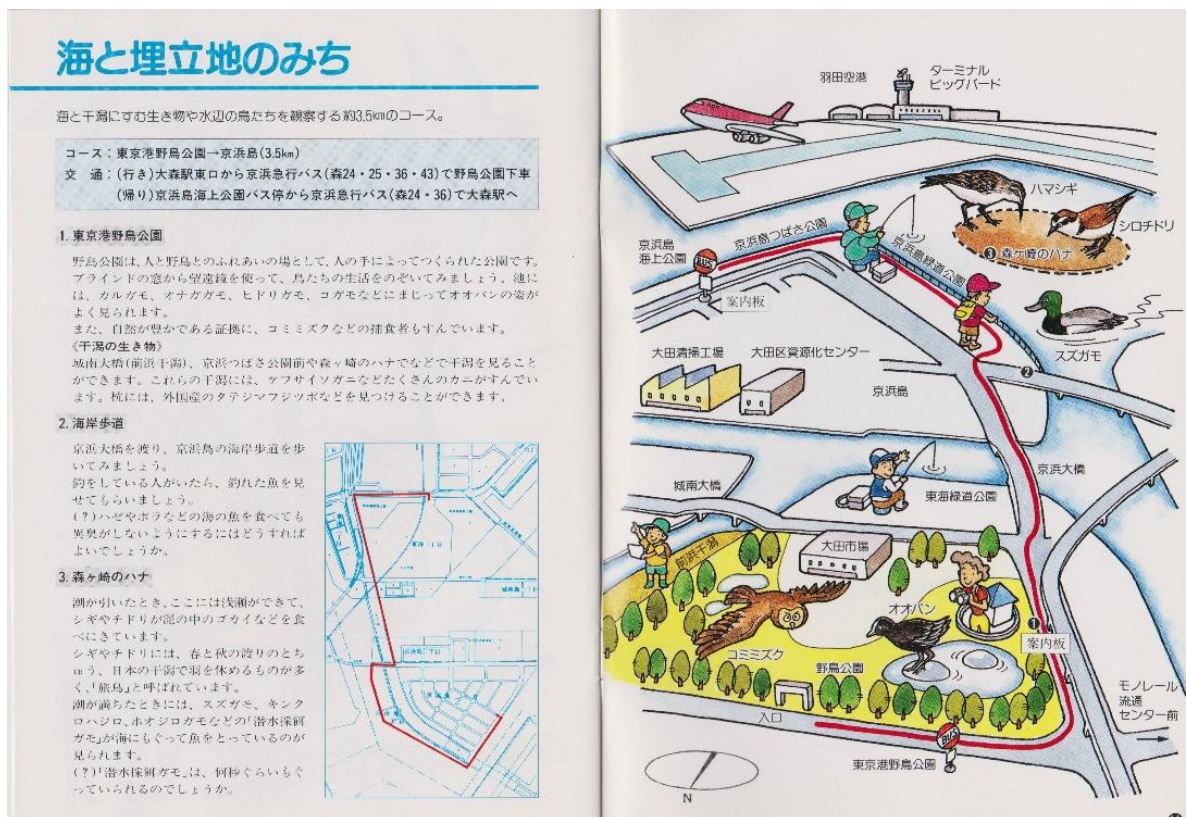 海と埋立地のみち
海と干潟にすむ生き物や水辺の鳥たちを観察する約3.5kmのコース。
コース：東京港野鳥公園→京浜島(3.5km)
交　通：(行き)大森駅東口から京浜急行バス(森24・25・36・43)で野鳥公園下車
(帰り)京浜島海上公園バス停から京浜急行バス(森24・36)で大森駅へ
1. 東京港野鳥公園
野鳥公園は、人と野鳥とのふれあいの場として、人の手によってつくられた公園です。
ブラインドの窓から望遠鏡を使って、鳥たちの生活をのぞいてみましょう。池に
は、カルガモ、オナガガモ、ヒドリガモ、コガモなどにまじってオオバンの姿が
よく見られます。
また、自然が豊かである証拠に、コミミズクなどの捕食者もすんでいます。
《干潟の生き物》
城南大橋(前浜干潟)、京浜つばさ公園前や森ヶ崎のハナでなどで干潟を見ること
ができます。これらの干潟には、ケフサイソガニなどたくさんのカニがすんでい
ます。杭には、外国産のタテジマフジツボなどを見つけることができます。
2. 海岸歩道
京浜大橋を渡り、京浜島の海岸歩道を歩
いてみましょう。
釣をしている人がいたら、釣れた魚を見
せてもらいましょう。
(？)ハゼやボラなどの海の魚を食べても
異臭がしないようにするにはどうすれば
よいでしょうか。
3. 森ヶ崎のハナ
潮が引いたとき、ここには浅瀬ができて、
シギやチドリが泥の中のゴカイなどを食
べにきています。
シギやチドリには、春と秋の渡りのとち
ゅう、日本の干潟で羽を休めるものが多
く、「旅鳥」と呼ばれています。
潮が満ちたときには、スズガモ、キンク
ロハジロ、ホオジロガモなどの「潜水採餌
ガモ」が海にもぐって魚をとっているのが
見られます。
(？)「潜水採餌ガモ」は、何秒ぐらいもぐ
っていられるのでしょうか。
羽田空港
ターミナル
ビッグバード
ハマシギ
シロチドリ
❸ 森ヶ崎のハナ
京浜島
海上公園
BUS
京浜島つばさ公園
京浜島緑道公園
案内板
スズガモ
大田清掃工場
大田区資源化センター
京浜島
❷
京浜大橋
城南大橋
東海緑道公園
前浜干潟
大田市場
オオバン
コミミズク
野鳥公園
❶
案内板
入口
BUS
東京港野鳥公園
モノレール
流通
センター前
N